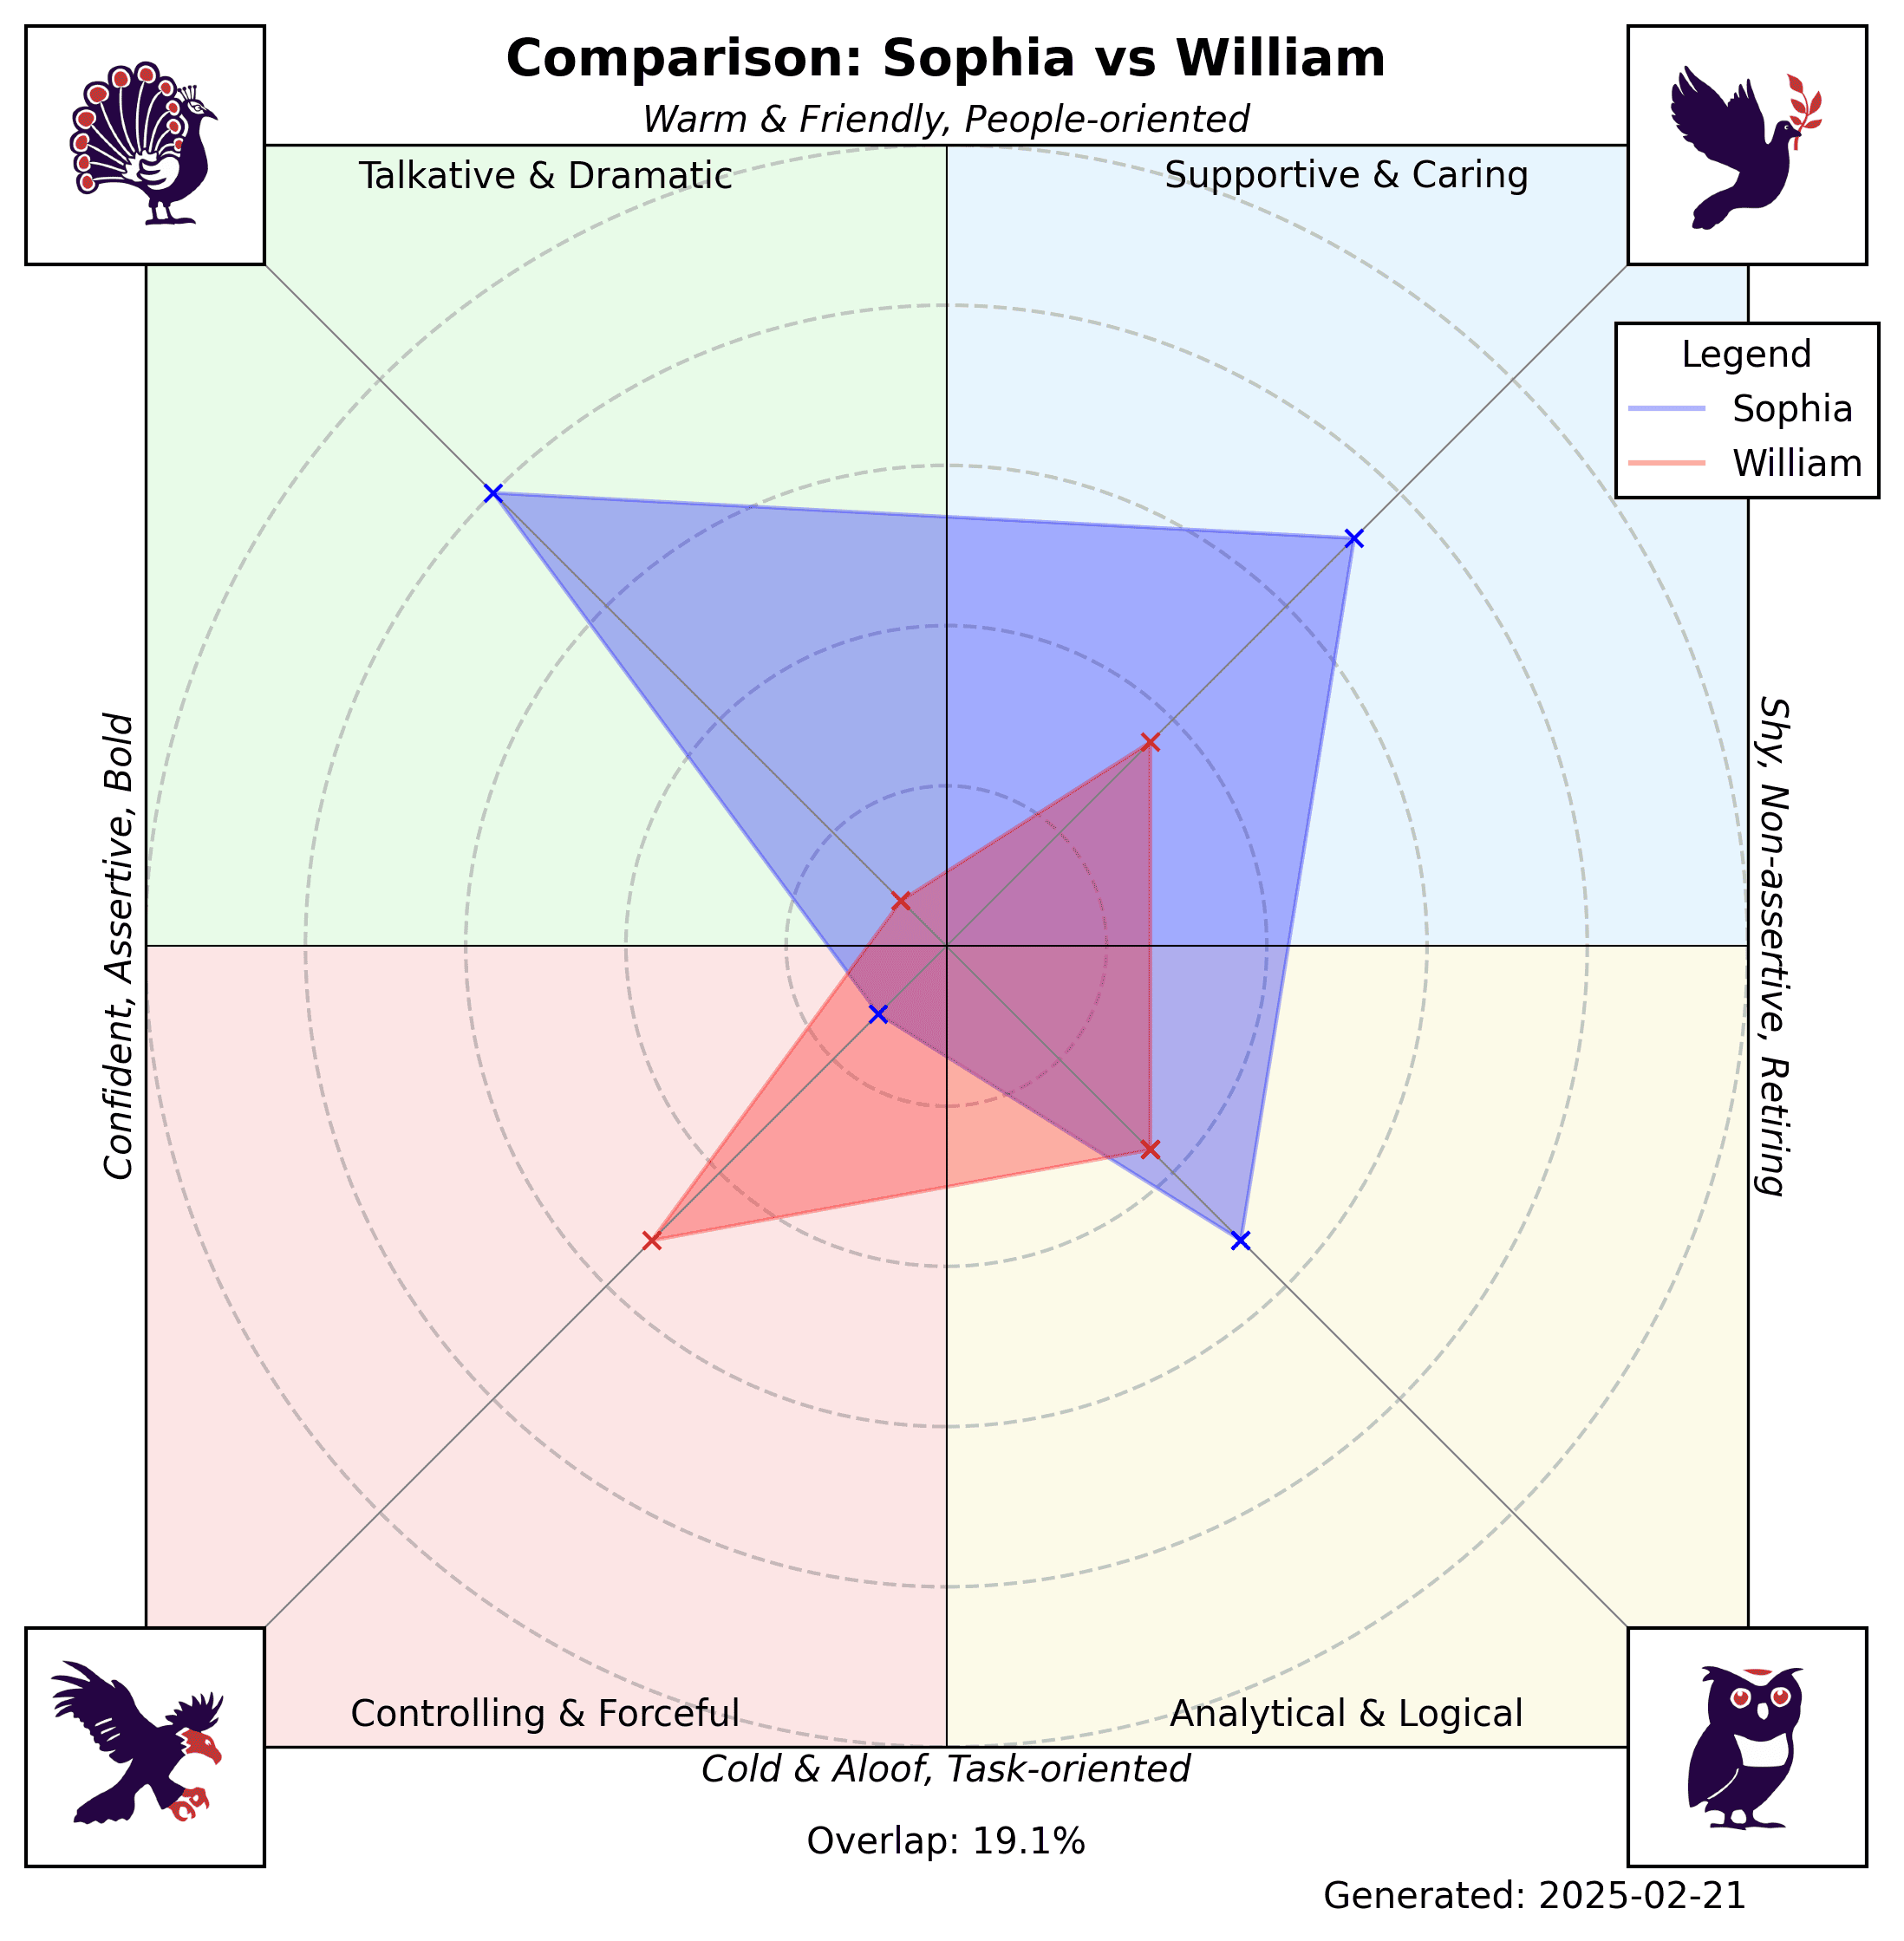 Comparison: Sophia vs William
Warm & Friendly, People-oriented
Talkative & Dramatic
Supportive & Caring
Legend
Sophia
William
Confident, Assertive, Bold
Shy, Non-assertive, Retiring
Controlling & Forceful
Analytical & Logical
Cold & Aloof, Task-oriented
Overlap: 19.1%
Generated: 2025-02-21